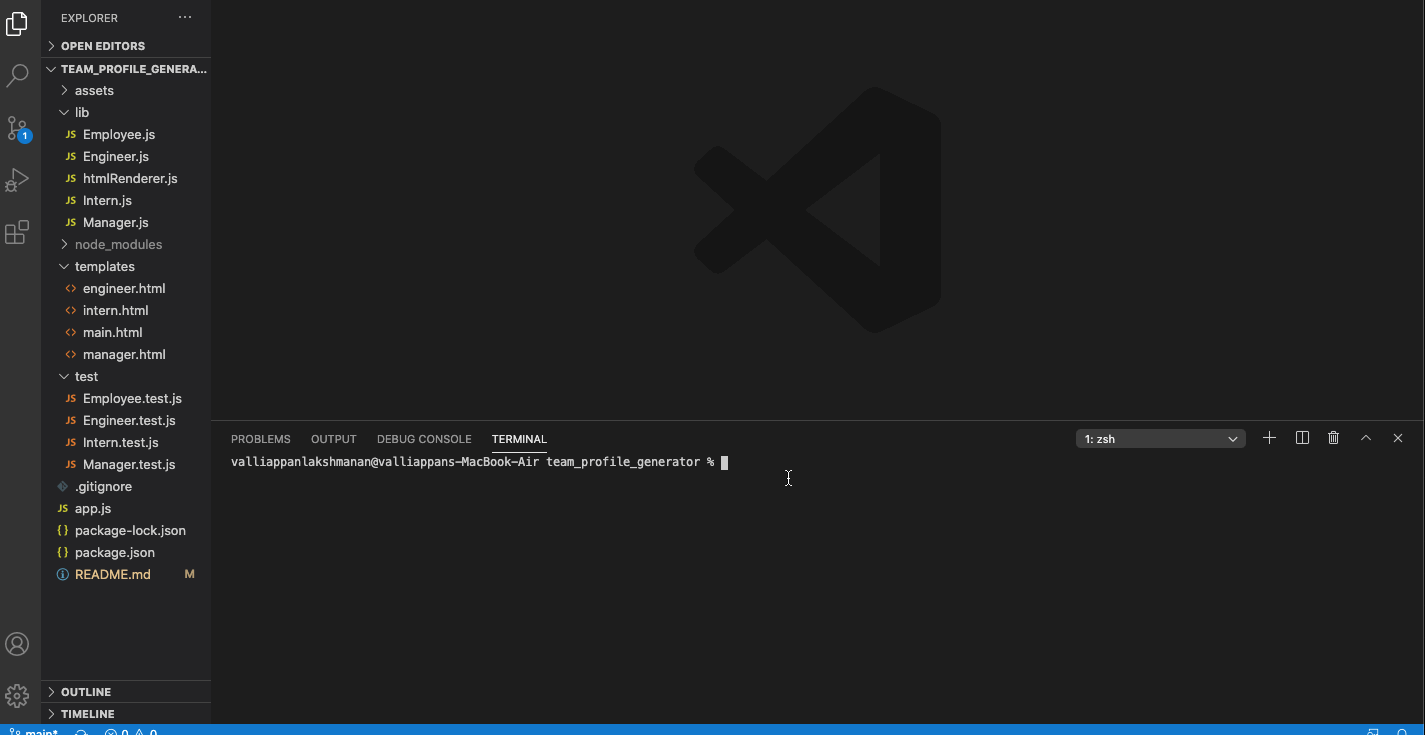 EXPLORER ...
OPEN EDITORS
TEAM_PROFILE_GENERA...
assets
lib
JS Employee.js
JS Engineer.js
JS htmlRenderer.js
JS Intern.js
JS Manager.js
node_modules
templates
<> engineer.html
<> intern.html
<> main.html
<> manager.html
test
JS Employee.test.js
JS Engineer.test.js
JS Intern.test.js
JS Manager.test.js
.gitignore
JS app.js
{} package-lock.json
{} package.json
README.md M
OUTLINE
TIMELINE
1
PROBLEMS OUTPUT DEBUG CONSOLE TERMINAL 1: zsh
valliappanlakshmanan@valliappans-MacBook-Air team_profile_generator %
main* 0 0